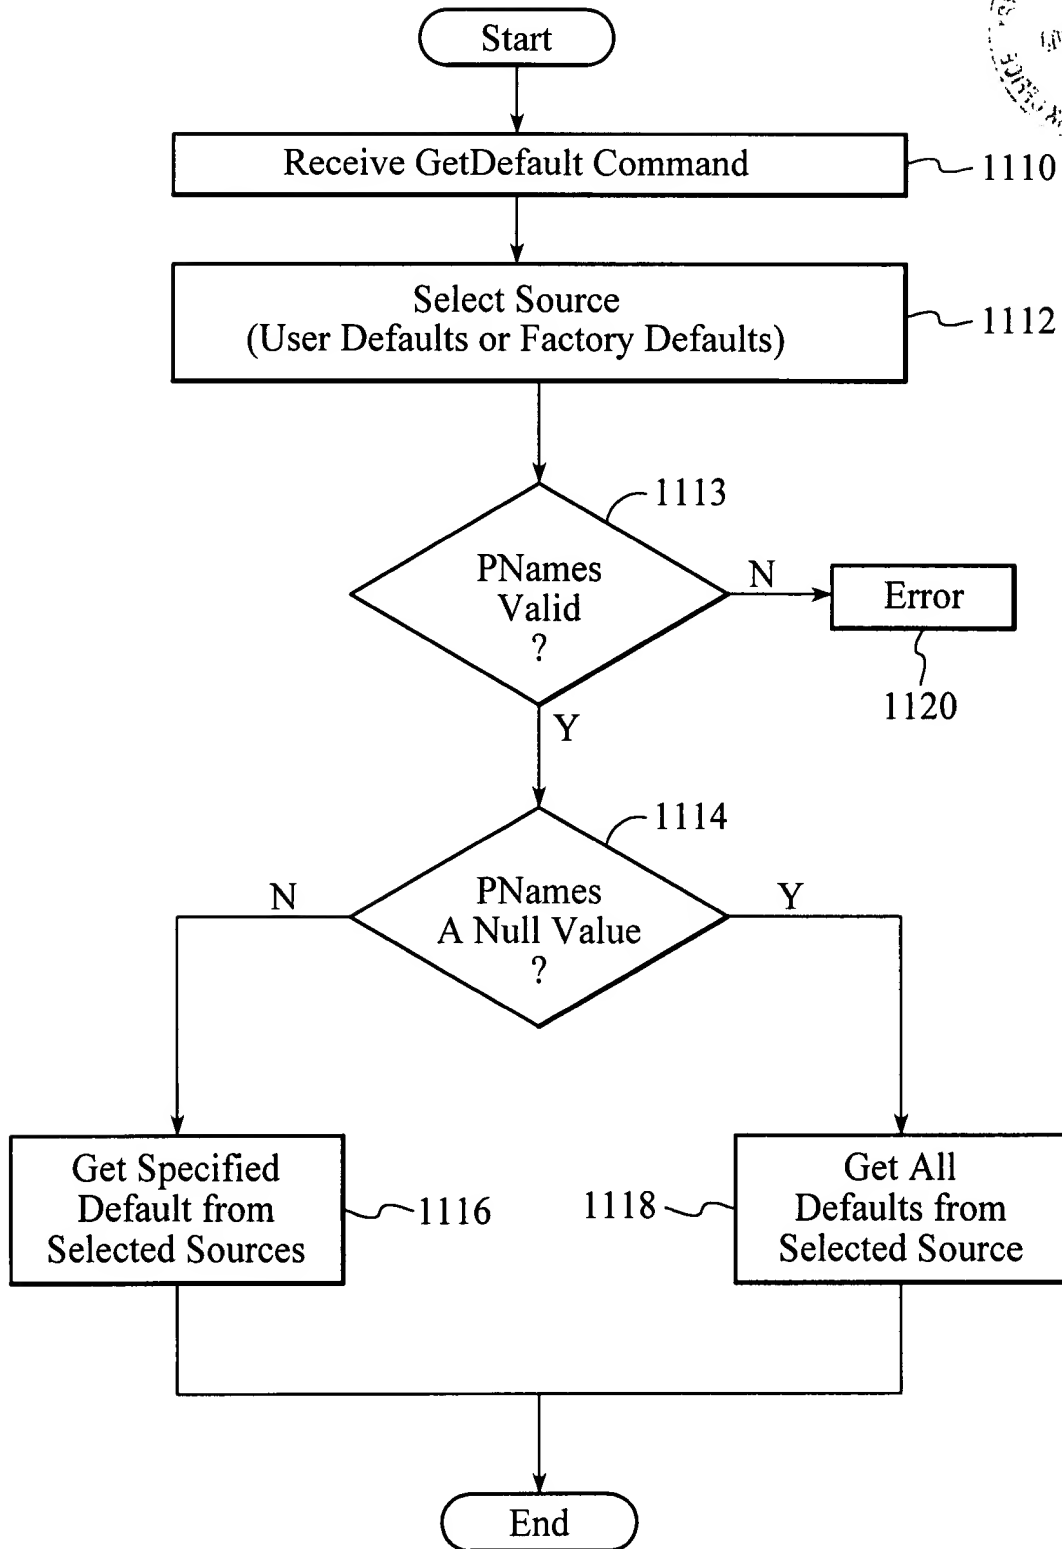 Start
Receive GetDefault Command
1110
Select Source
(User Defaults or Factory Defaults)
1112
1113
PNames
Valid
?
N
Error
1120
Y
1114
PNames
A Null Value
?
N
Y
Get Specified
Default from
Selected Sources
1116
1118
Get All
Defaults from
Selected Source
End